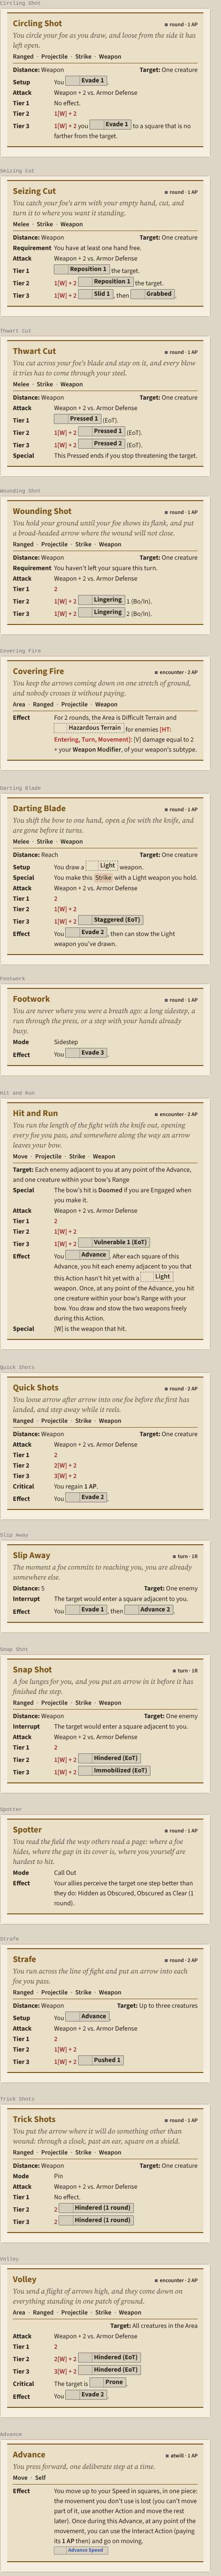 Circling Shot
Circling Shot ■ round · 1 AP
You circle your foe as you draw, and loose from the side it has
left open.
Ranged · Projectile · Strike · Weapon
Distance: Weapon Target: One creature
Setup You Evade 1.
Attack Weapon + 2 vs. Armor Defense
Tier 1 No effect.
Tier 2 1[W] + 2
Tier 3 1[W] + 2 you Evade 1 to a square that is no
farther from the target.
Seizing Cut
Seizing Cut ■ round · 1 AP
You catch your foe's arm with your empty hand, cut, and
turn it to where you want it standing.
Melee · Strike · Weapon
Distance: Weapon Target: One creature
Requirement You have at least one hand free.
Attack Weapon + 2 vs. Armor Defense
Tier 1 Reposition 1 the target.
Tier 2 1[W] + 2 Reposition 1 the target.
Tier 3 1[W] + 2 Slid 1, then Grabbed.
Thwart Cut
Thwart Cut ■ round · 1 AP
You cut across your foe's blade and stay on it, and every blow
it tries has to come through your steel.
Melee · Strike · Weapon
Distance: Weapon Target: One creature
Attack Weapon + 2 vs. Armor Defense
Tier 1 Pressed 1 (EoT).
Tier 2 1[W] + 2 Pressed 1 (EoT).
Tier 3 1[W] + 2 Pressed 2 (EoT).
Special This Pressed ends if you stop threatening the target.
Wounding Shot
Wounding Shot ■ round · 1 AP
You hold your ground until your foe shows its flank, and put
a broad-headed arrow where the wound will not close.
Ranged · Projectile · Strike · Weapon
Distance: Weapon Target: One creature
Requirement You haven't left your square this turn.
Attack Weapon + 2 vs. Armor Defense
Tier 1 2
Tier 2 1[W] + 2 Lingering 1 (Bo/In).
Tier 3 1[W] + 2 Lingering 2 (Bo/In).
Covering Fire
Covering Fire ■ encounter · 2 AP
You keep the arrows coming down on one stretch of ground,
and nobody crosses it without paying.
Area · Ranged · Projectile · Weapon
Effect For 2 rounds, the Area is Difficult Terrain and
Hazardous Terrain for enemies [HT:
Entering, Turn, Movement]: [V] damage equal to 2
+ your Weapon Modifier, of your weapon's subtype.
Darting Blade
Darting Blade ■ round · 1 AP
You shift the bow to one hand, open a foe with the knife, and
are gone before it turns.
Melee · Strike · Weapon
Distance: Reach Target: One creature
Setup You draw a Light weapon.
Special You make this Strike with a Light weapon you hold.
Attack Weapon + 2 vs. Armor Defense
Tier 1 2
Tier 2 1[W] + 2
Tier 3 1[W] + 2 Staggered (EoT)
Effect You Evade 2, then can stow the Light
weapon you've drawn.
Footwork
Footwork ■ round · 1 AP
You are never where you were a breath ago: a long sidestep, a
run through the press, or a step with your hands already
busy.
Mode Sidestep
Effect You Evade 3.
Hit and Run
Hit and Run ■ encounter · 2 AP
You run the length of the fight with the knife out, opening
every foe you pass, and somewhere along the way an arrow
leaves your bow.
Move · Projectile · Strike · Weapon
Target: Each enemy adjacent to you at any point of the Advance,
and one creature within your bow's Range
Special The bow's hit is Doomed if you are Engaged when
you make it.
Attack Weapon + 2 vs. Armor Defense
Tier 1 2
Tier 2 1[W] + 2
Tier 3 1[W] + 2 Vulnerable 1 (EoT)
Effect You Advance. After each square of this
Advance, you hit each enemy adjacent to you that
this Action hasn't hit yet with a Light
weapon. Once, at any point of the Advance, you hit
one creature within your bow's Range with your
bow. You draw and stow the two weapons freely
during this Action.
Special [W] is the weapon that hit.
Quick Shots
Quick Shots ■ round · 2 AP
You loose arrow after arrow into one foe before the first has
landed, and step away while it reels.
Ranged · Projectile · Strike · Weapon
Distance: Weapon Target: One creature
Attack Weapon + 2 vs. Armor Defense
Tier 1 2
Tier 2 2[W] + 2
Tier 3 3[W] + 2
Critical You regain 1 AP.
Effect You Evade 2.
Slip Away
Slip Away ■ turn · 1R
The moment a foe commits to reaching you, you are already
somewhere else.
Distance: 5 Target: One enemy
Interrupt The target would enter a square adjacent to you.
Effect You Evade 2, then Advance 2.
Snap Shot
Snap Shot ■ turn · 1R
A foe lunges for you, and you put an arrow in it before it has
finished the step.
Ranged · Projectile · Strike · Weapon
Distance: Weapon Target: One enemy
Interrupt The target would enter a square adjacent to you.
Attack Weapon + 2 vs. Armor Defense
Tier 1 2
Tier 2 1[W] + 2 Hindered (EoT)
Tier 3 1[W] + 2 Immobilized (EoT)
Spotter
Spotter ■ round · 1 AP
You read the field the way others read a page: where a foe
hides, where the gap in its cover is, where yourself are
hardest to hit.
Mode Call Out
Effect Your allies perceive the target one step better than
they do: Hidden as Obscured, Obscured as Clear (1
round).
Strafe
Strafe ■ round · 2 AP
You run across the line of fight and put an arrow into each
foe you pass.
Ranged · Projectile · Strike · Weapon
Distance: Weapon Target: Up to three creatures
Setup You Advance.
Attack Weapon + 2 vs. Armor Defense
Tier 1 2
Tier 2 1[W] + 2
Tier 3 1[W] + 2 Pushed 1
Trick Shots
Trick Shots ■ round · 1 AP
You put the arrow where it will do something other than
wound: through a cloak, past an ear, square on a shield.
Ranged · Projectile · Strike · Weapon
Distance: Weapon Target: One creature
Mode Pin
Attack Weapon + 2 vs. Armor Defense
Tier 1 No effect.
Tier 2 2 Hindered (1 round)
Tier 3 2 Hindered (1 round)
Volley
Volley ■ encounter · 2 AP
You send a flight of arrows high, and they come down on
everything standing in one patch of ground.
Area · Ranged · Projectile · Strike · Weapon
Target: All creatures in the Area
Attack Weapon + 2 vs. Armor Defense
Tier 1 2
Tier 2 2[W] + 2 Hindered (EoT)
Tier 3 3[W] + 2 Hindered (EoT)
Critical The target is Prone.
Effect You Evade 2.
Advance
Advance ■ atwill · 1 AP
You press forward, one deliberate step at a time.
Move · Self
Effect You move up to your Speed in squares, in one piece:
the movement you don't use is lost (you can't move
part of it, use another Action and move the rest
later). Once during this Advance, at any point of the
movement, you can use the Interact Action (paying
its 1 AP then) and go on moving.
Advance Speed